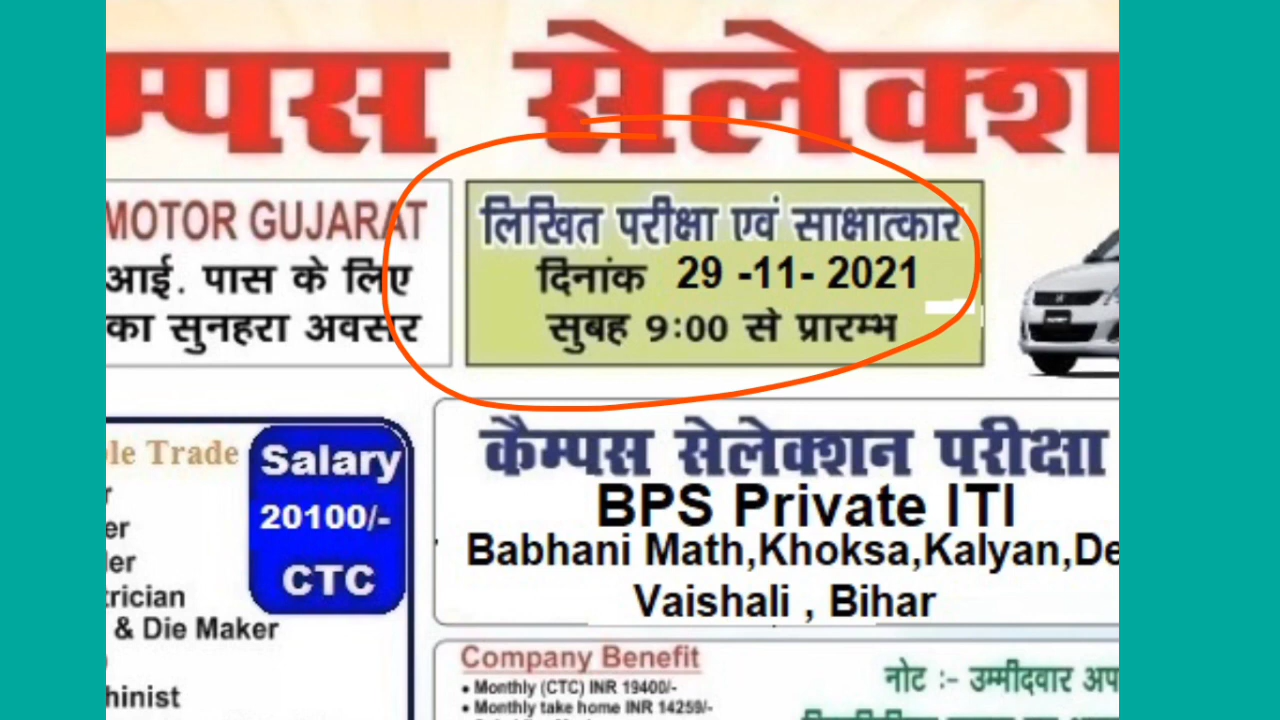 म्पस सेलेक्श
MOTOR GUJARAT
आई. पास के लिए
का सुनहरा अवसर
लिखित परीक्षा एवं साक्षात्कार
दिनांक 29 -11- 2021
सुबह 9:00 से प्रारम्भ
le Trade
er
er
trician
& Die Maker
hinist
Salary
20100/-
CTC
कैम्पस सेलेक्शन परीक्षा
BPS Private ITI
Babhani Math,Khoksa,Kalyan,De
Vaishali , Bihar
Company Benefit
• Monthly (CTC) INR 19400/-
• Monthly take home INR 14259/-
नोट :- उम्मीदवार अप